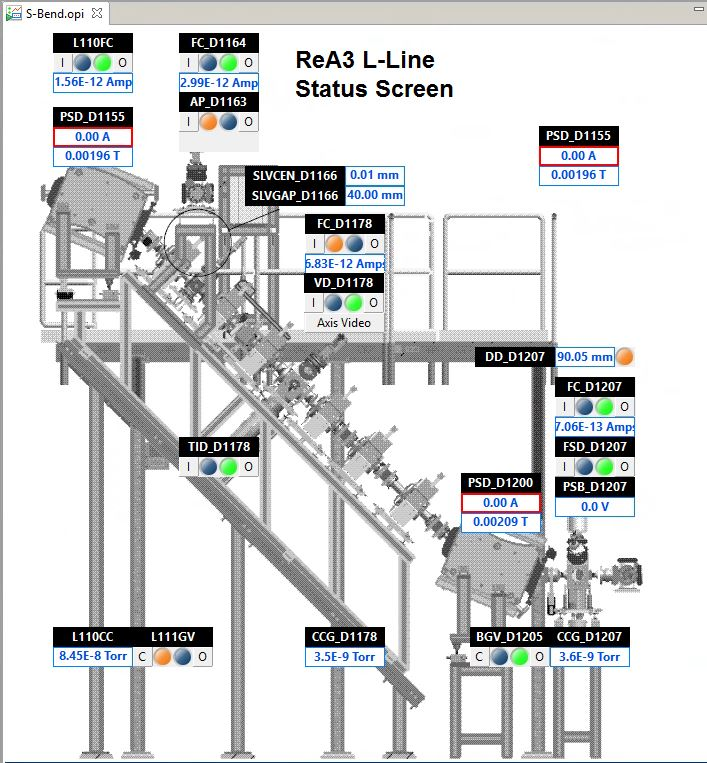 S-Bend.opi
ReA3 L-Line
Status Screen
L110FC
I O
1.56E-12 Amp
FC_D1164
I O
2.99E-12 Amp
AP_D1163
I O
PSD_D1155
0.00 A
0.00196 T
PSD_D1155
0.00 A
0.00196 T
SLVCEN_D1166 0.01 mm
SLVGAP_D1166 40.00 mm
FC_D1178
I O
6.83E-12 Amps
VD_D1178
I O
Axis Video
DD_D1207 90.05 mm
FC_D1207
I O
7.06E-13 Amps
FSD_D1207
I O
PSB_D1207
0.0 V
TID_D1178
I O
PSD_D1200
0.00 A
0.00209 T
L110CC L111GV
8.45E-8 Torr C O
CCG_D1178
3.5E-9 Torr
BGV_D1205 CCG_D1207
C O 3.6E-9 Torr